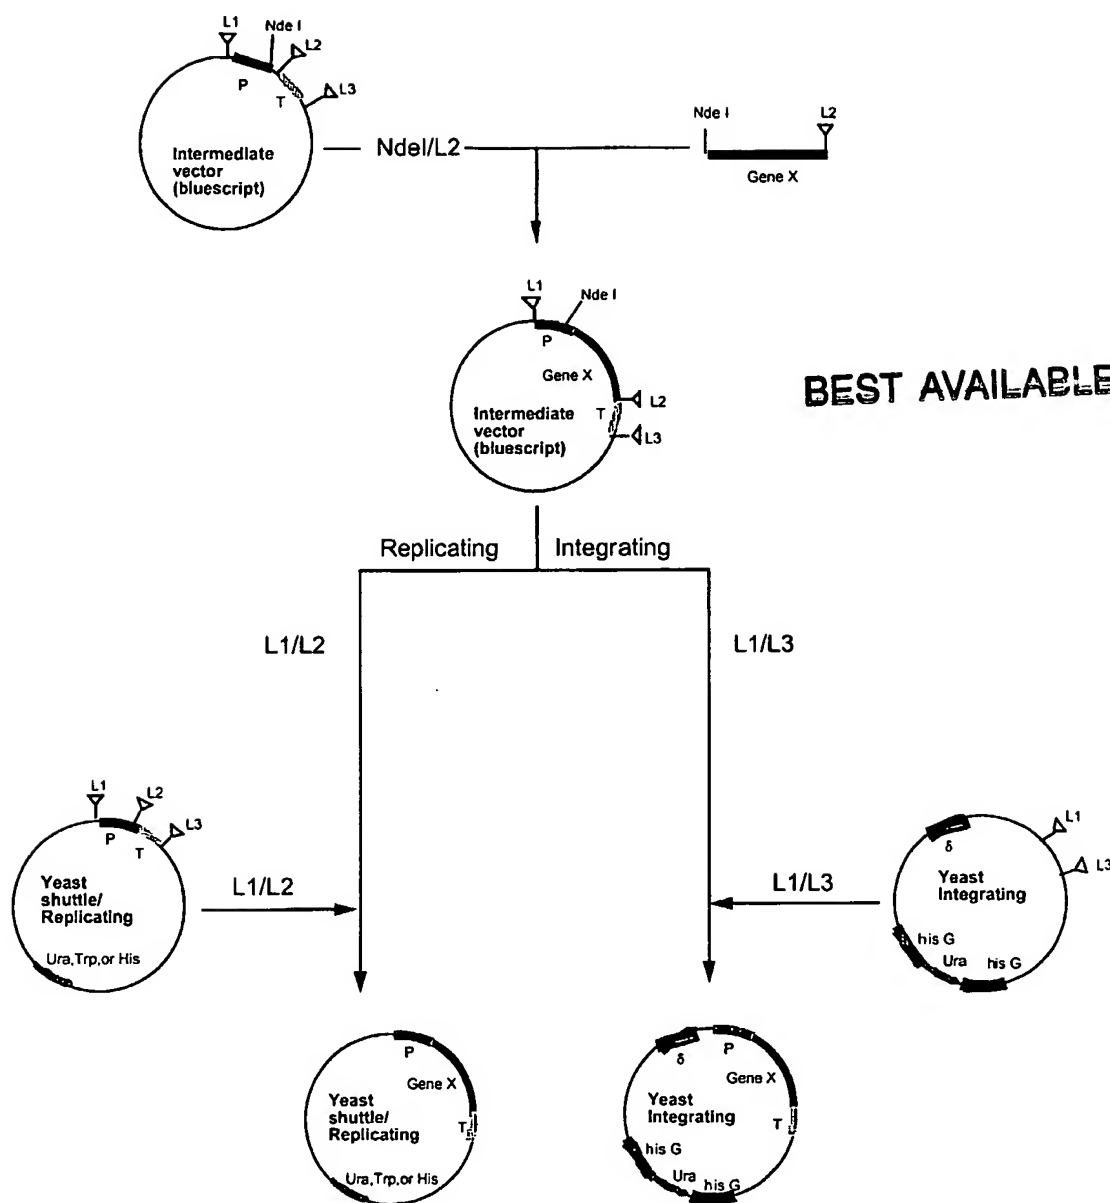 L1
Nde I
L2
P
T
L3
Intermediate
vector
(bluescript)
NdeI/L2
Nde I
L2
Gene X
L1
Nde I
P
Gene X
L2
T
L3
Intermediate
vector
(bluescript)
BEST AVAILABLE
Replicating
Integrating
L1/L2
L1/L3
L1
L2
L3
P
T
Yeast
shuttle/
Replicating
Ura,Trp,or His
L1/L2
L1/L3
δ
L1
L3
Yeast
Integrating
his G
Ura
his G
P
Gene X
T
Yeast
shuttle/
Replicating
Ura,Trp,or His
δ
P
Gene X
T
Yeast
Integrating
his G
Ura
his G